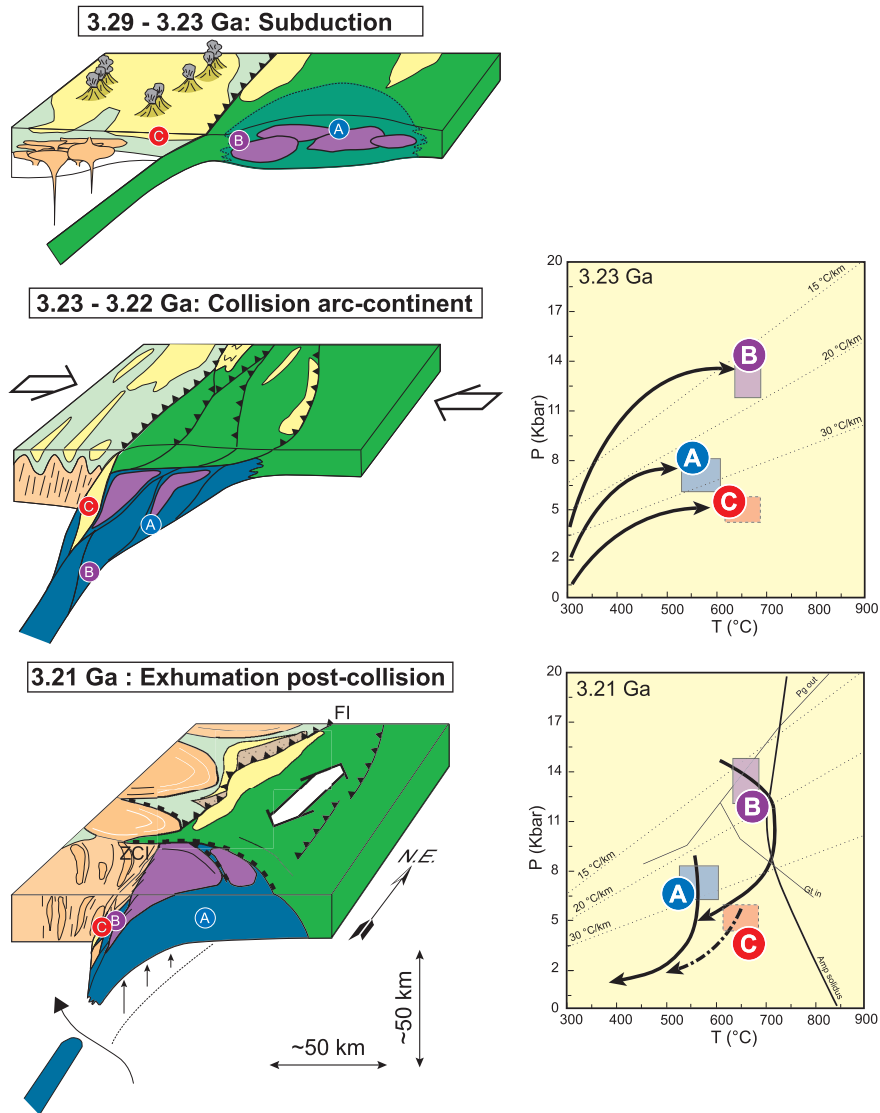 3.29 - 3.23 Ga: Subduction
C
B
A
3.23 - 3.22 Ga: Collision arc-continent
C
A
B
20
17
14
11
8
5
2
0
P (Kbar)
3.23 Ga
15 °C/km
20 °C/km
30 °C/km
B
A
C
300
400
500
600
700
800
900
T (°C)
3.21 Ga : Exhumation post-collision
FI
ZCI
N.E.
C
B
A
~50 km
~50 km
20
17
14
11
8
5
2
0
P (Kbar)
3.21 Ga
Pg out
B
15 °C/km
20 °C/km
30 °C/km
A
Gt in
C
Amp solidus
300
400
500
600
700
800
900
T (°C)